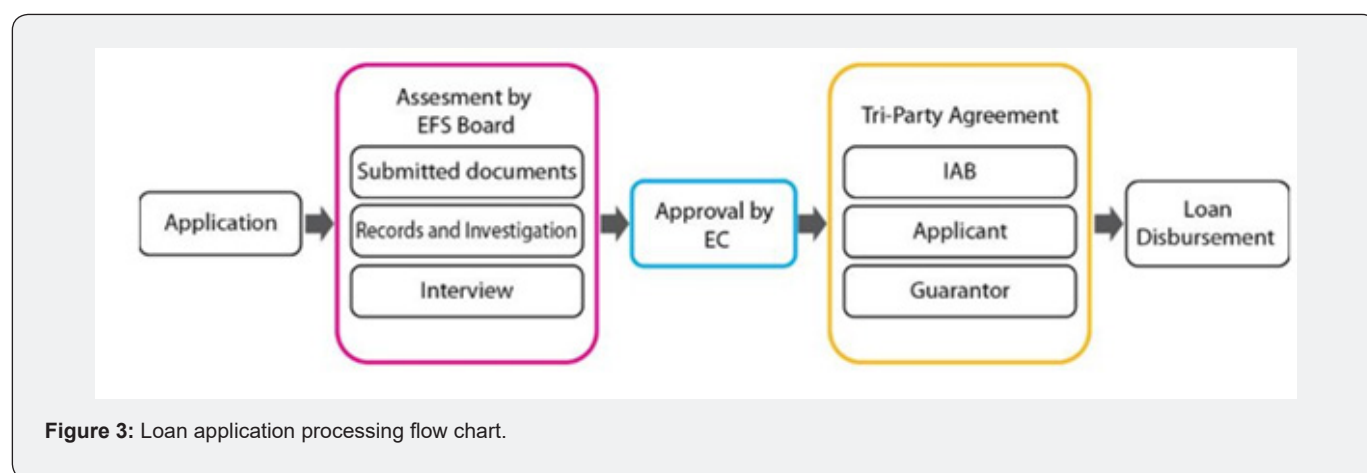 Application
Assesment by
EFS Board
Submitted documents
Records and Investigation
Interview
Approval by
EC
Tri-Party Agreement
IAB
Applicant
Guarantor
Loan
Disbursement
Figure 3: Loan application processing flow chart.